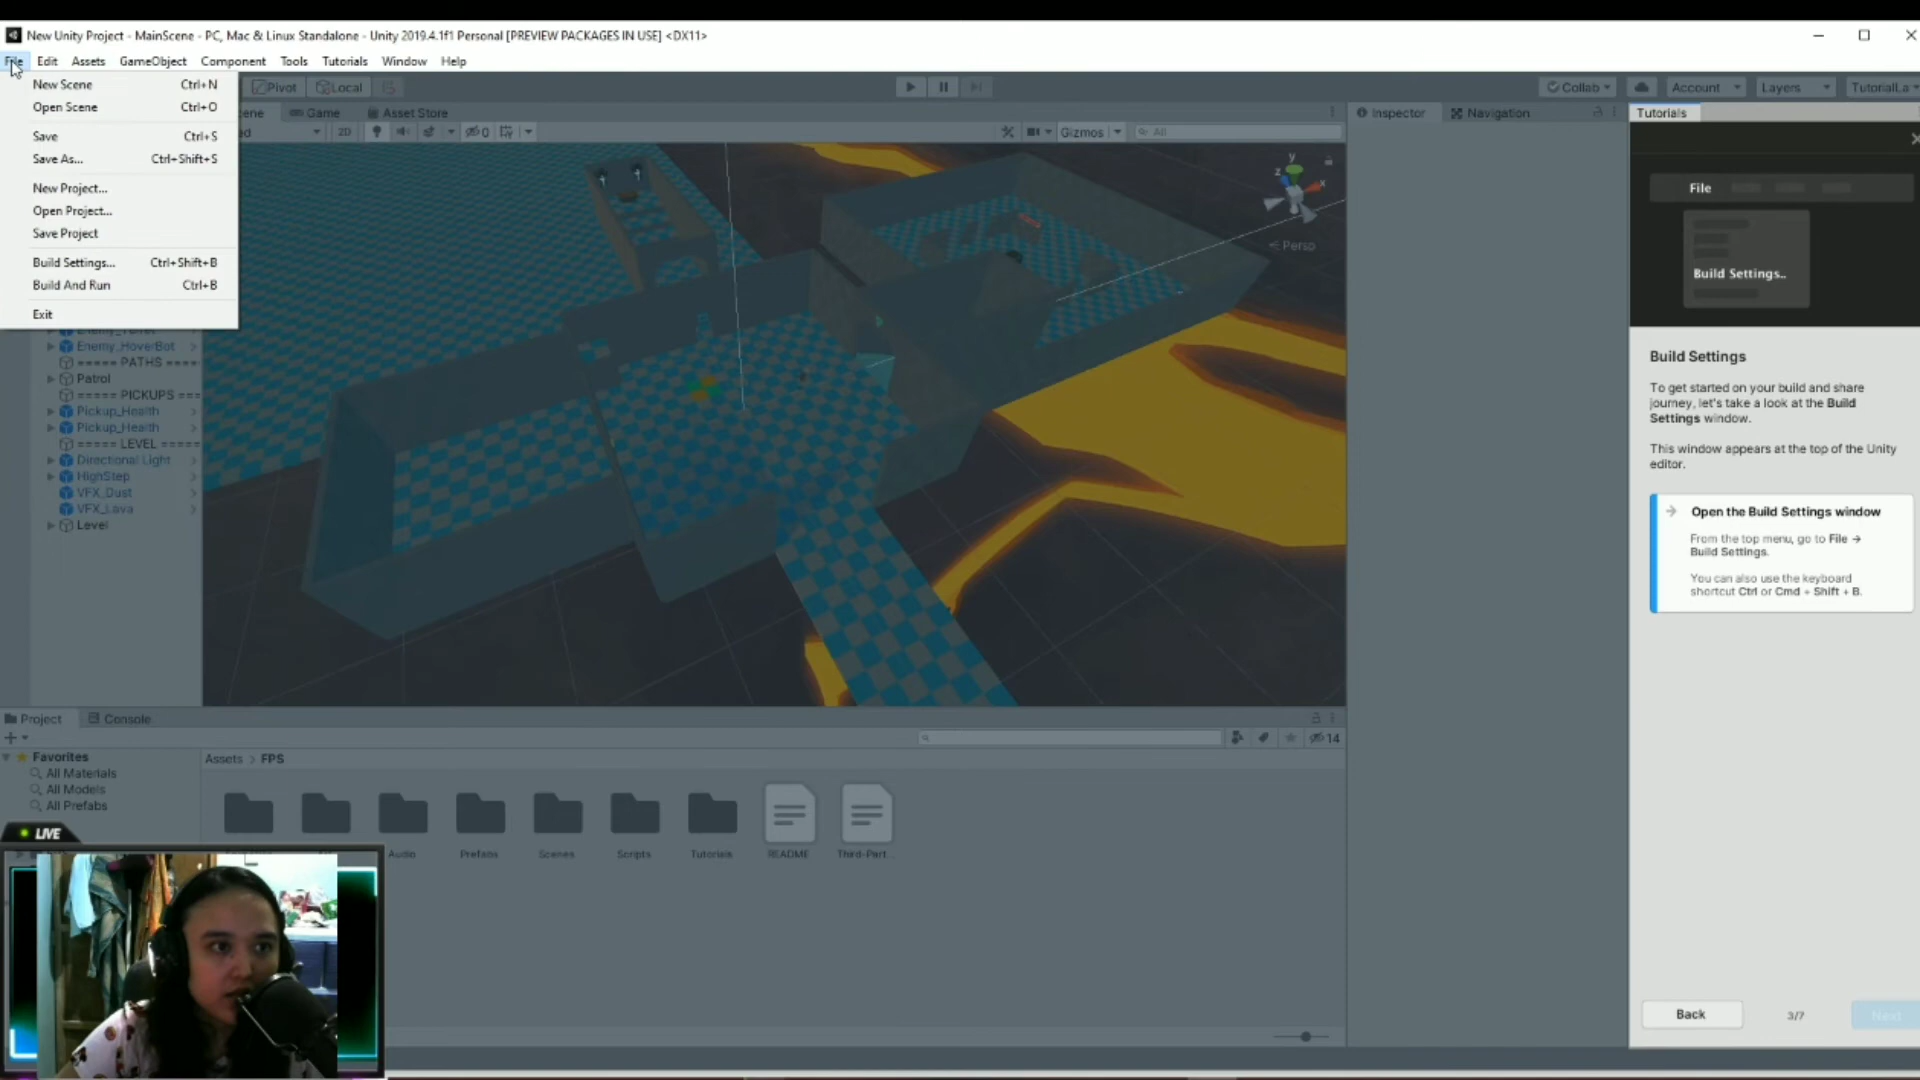 New Unity Project - MainScene - PC, Mac & Linux Standalone - Unity 2019.4.1f1 Personal [PREVIEW PACKAGES IN USE] <DX11>
File Edit Assets GameObject Component Tools Tutorials Window Help
New Scene Ctrl+N
Open Scene Ctrl+O
Save Ctrl+S
Save As... Ctrl+Shift+S
New Project...
Open Project...
Save Project
Build Settings... Ctrl+Shift+B
Build And Run Ctrl+B
Exit
Pivot Local
Collab Account Layers TutorialLa
Game Asset Store
2D 0 Gizmos All
y
z x
Persp
Enemy_HoverBot
===== PATHS =====
Patrol
===== PICKUPS ===
Pickup_Health
Pickup_Health
===== LEVEL =====
Directional Light
HighStep
VFX_Dust
VFX_Lava
Level
Inspector Navigation
Tutorials
File
Build Settings..
Build Settings
To get started on your build and share
journey, let's take a look at the Build
Settings window.
This window appears at the top of the Unity
editor.
Open the Build Settings window
From the top menu, go to File →
Build Settings.
You can also use the keyboard
shortcut Ctrl or Cmd + Shift + B.
Back 3/7 Next
Project Console
14
Favorites
All Materials
All Models
All Prefabs
Assets > FPS
Audio Prefabs Scenes Scripts Tutorials README Third-Part...
LIVE